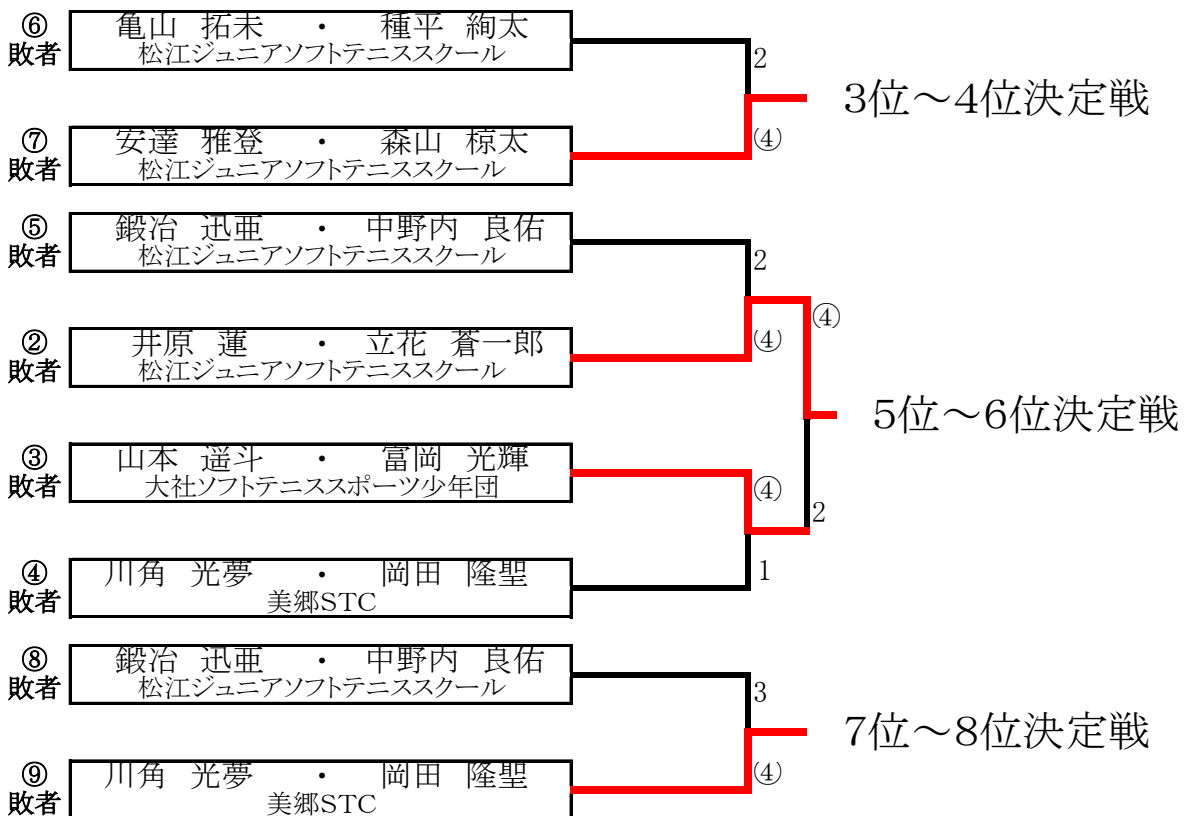 ⑥ 亀山 拓未 ・ 種平 絢太
敗者 松江ジュニアソフトテニススクール
2
3位～4位決定戦
⑦ 安達 雅登 ・ 森山 椋太
敗者 松江ジュニアソフトテニススクール
④
⑤ 鍛冶 迅亜 ・ 中野内 良佑
敗者 松江ジュニアソフトテニススクール
2
④
② 井原 蓮 ・ 立花 蒼一郎
敗者 松江ジュニアソフトテニススクール
④
5位～6位決定戦
③ 山本 遥斗 ・ 富岡 光輝
敗者 大社ソフトテニススポーツ少年団
④
2
④ 川角 光夢 ・ 岡田 隆聖
敗者 美郷STC
1
⑧ 鍛冶 迅亜 ・ 中野内 良佑
敗者 松江ジュニアソフトテニススクール
3
7位～8位決定戦
⑨ 川角 光夢 ・ 岡田 隆聖
敗者 美郷STC
④